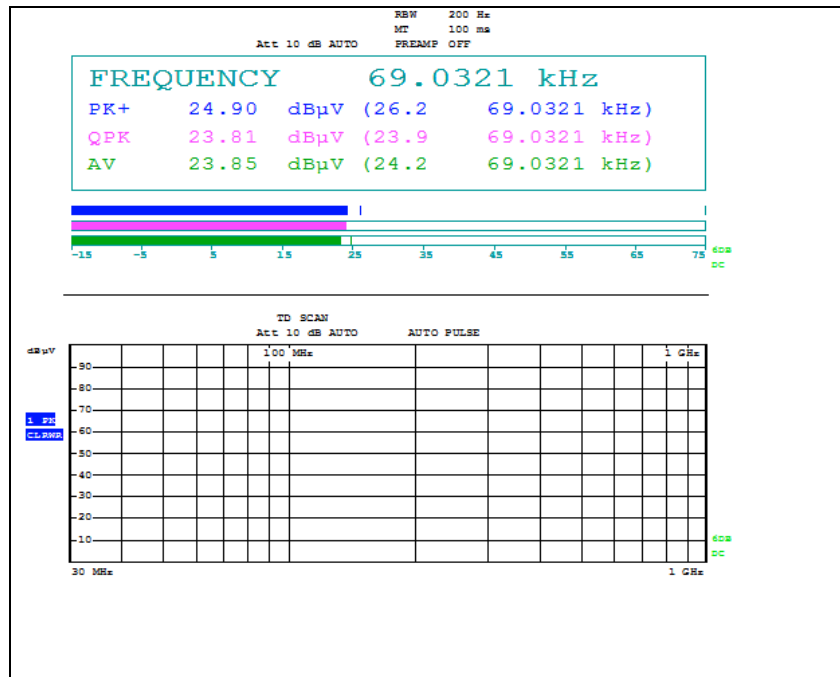 RBW 200 Hz
MT 100 ms
Att 10 dB AUTO PREAMP OFF
FREQUENCY 69.0321 kHz
PK+ 24.90 dBµV (26.2 69.0321 kHz)
QPK 23.81 dBµV (23.9 69.0321 kHz)
AV 23.85 dBµV (24.2 69.0321 kHz)
-15 -5 5 15 25 35 45 55 65 75
6DB
DC
TD SCAN
Att 10 dB AUTO AUTO PULSE
dBµV
100 MHz 1 GHz
90
80
70
1 PK
CLRWR
60
50
40
30
20
10
6DB
DC
30 MHz 1 GHz